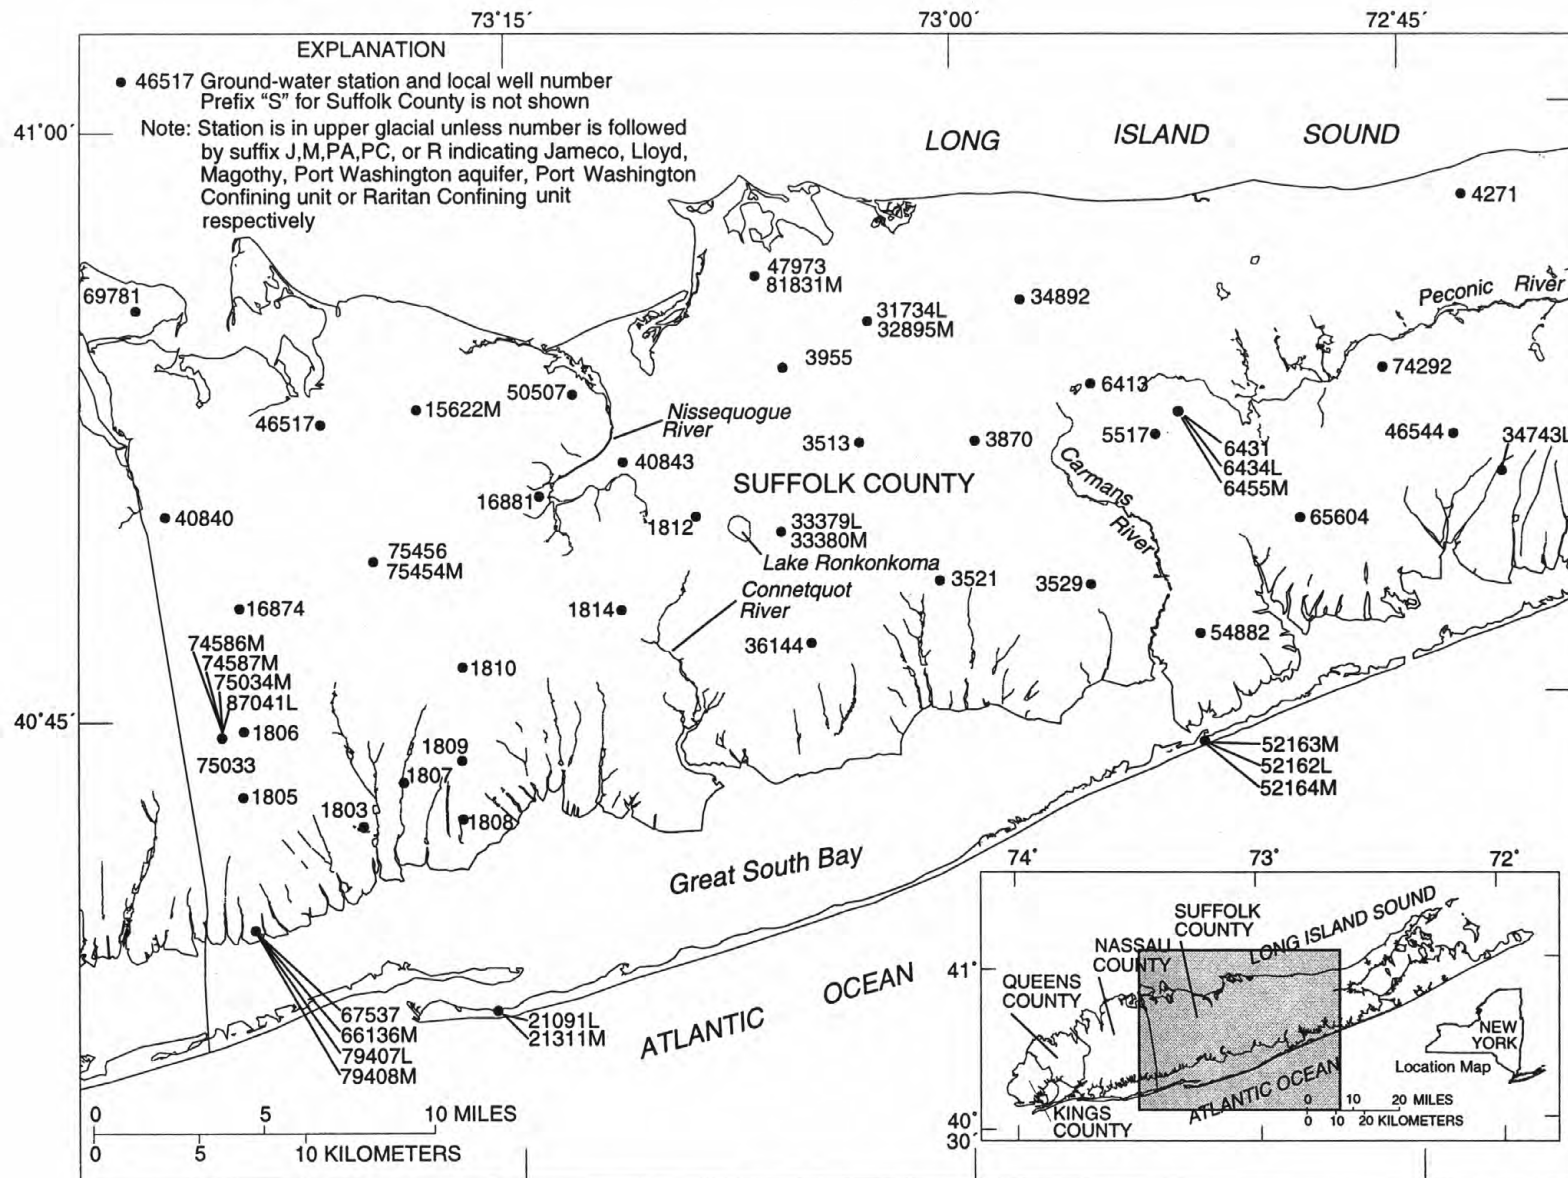 73°15′
73°00′
72°45′
EXPLANATION
46517 Ground-water station and local well number
Prefix "S" for Suffolk County is not shown
Note: Station is in upper glacial unless number is followed
by suffix J,M,PA,PC, or R indicating Jameco, Lloyd,
Magothy, Port Washington aquifer, Port Washington
Confining unit or Raritan Confining unit
respectively
41°00′
LONG ISLAND SOUND
4271
69781
47973
81831M
31734L
32895M
34892
Peconic River
3955
74292
50507
6413
15622M
46517
Nissequogue
River
3513
3870
5517
6431
6434L
6455M
46544
34743L
40843
SUFFOLK COUNTY
Carmans
River
16881
40840
1812
33379L
33380M
65604
Lake Ronkonkoma
75456
75454M
3521
3529
Connetquot
River
16874
1814
54882
36144
74586M
74587M
75034M
87041L
1810
40°45′
1806
75033
1809
1807
52163M
52162L
52164M
1805
1803
1808
Great South Bay
67537
66136M
79407L
79408M
21091L
21311M
ATLANTIC OCEAN
0 5 10 MILES
0 5 10 KILOMETERS
74°
73°
72°
SUFFOLK
COUNTY
LONG ISLAND SOUND
NASSAU
COUNTY
41°
QUEENS
COUNTY
NEW
YORK
Location Map
ATLANTIC OCEAN
0 10 20 MILES
0 10 20 KILOMETERS
KINGS
COUNTY
40°
30′